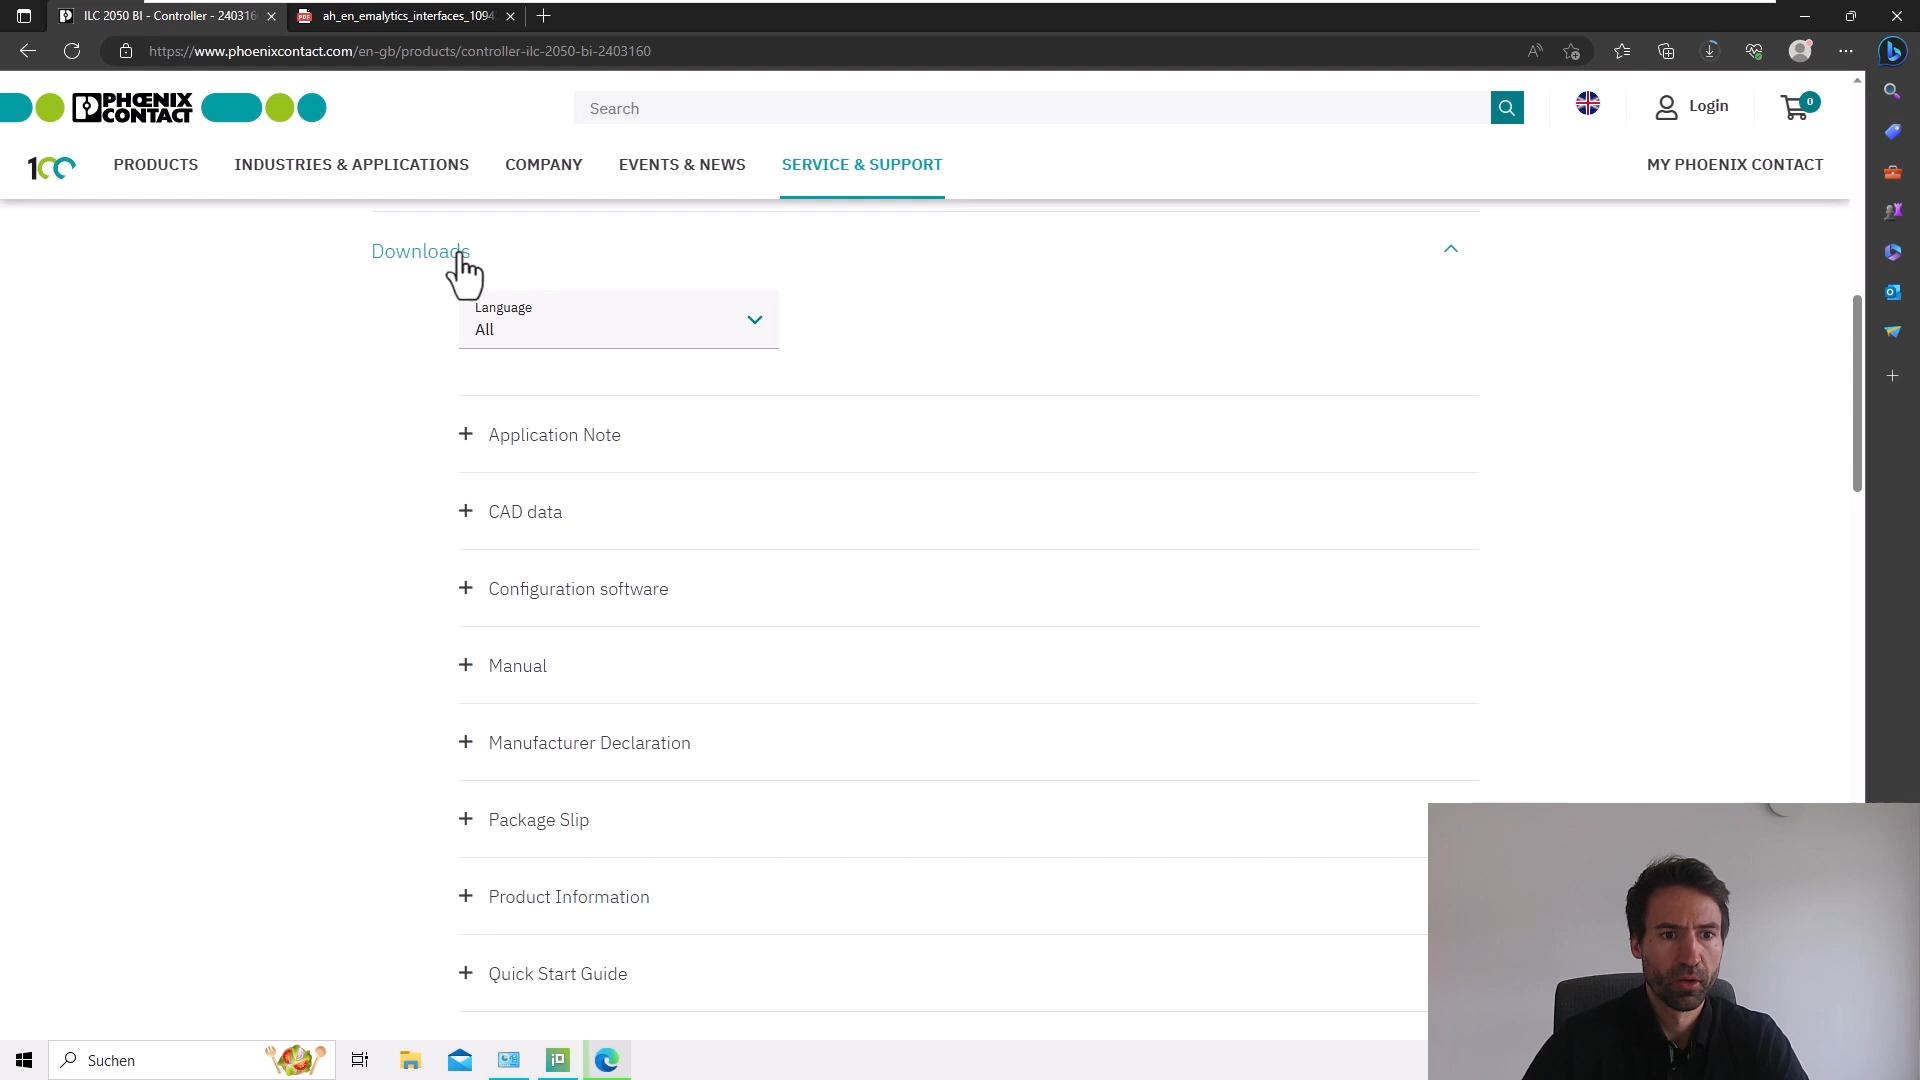 ILC 2050 BI - Controller - 240316
ah_en_emalytics_interfaces_1094
https://www.phoenixcontact.com/en-gb/products/controller-ilc-2050-bi-2403160
PHŒNIX
CONTACT
Search
Login
0
100
PRODUCTS
INDUSTRIES & APPLICATIONS
COMPANY
EVENTS & NEWS
SERVICE & SUPPORT
MY PHOENIX CONTACT
Downloads
Language
All
Application Note
CAD data
Configuration software
Manual
Manufacturer Declaration
Package Slip
Product Information
Quick Start Guide
Suchen